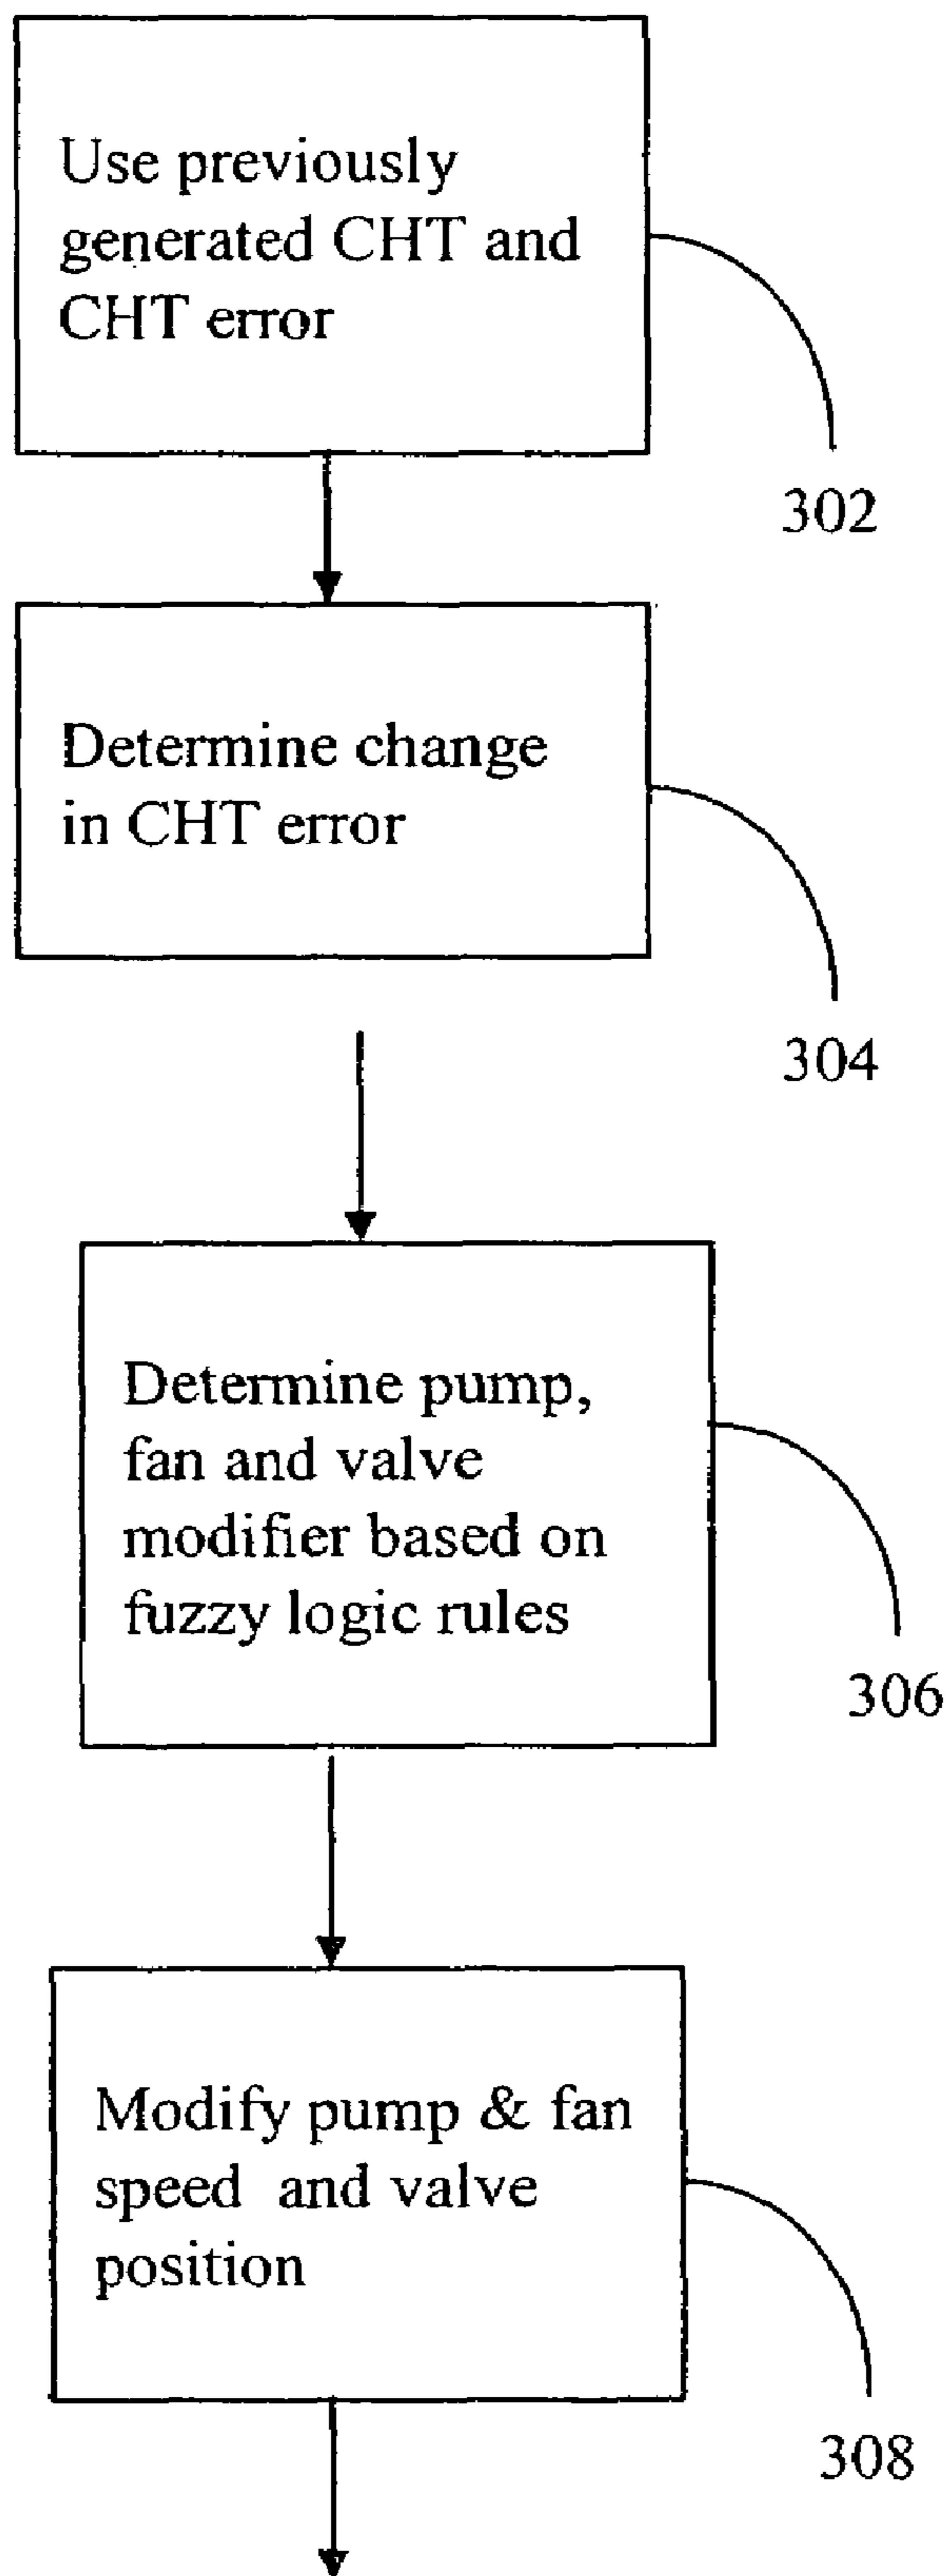 Use previously
generated CHT and
CHT error
302
Determine change
in CHT error
304
Determine pump,
fan and valve
modifier based on
fuzzy logic rules
306
Modify pump & fan
speed and valve
position
308